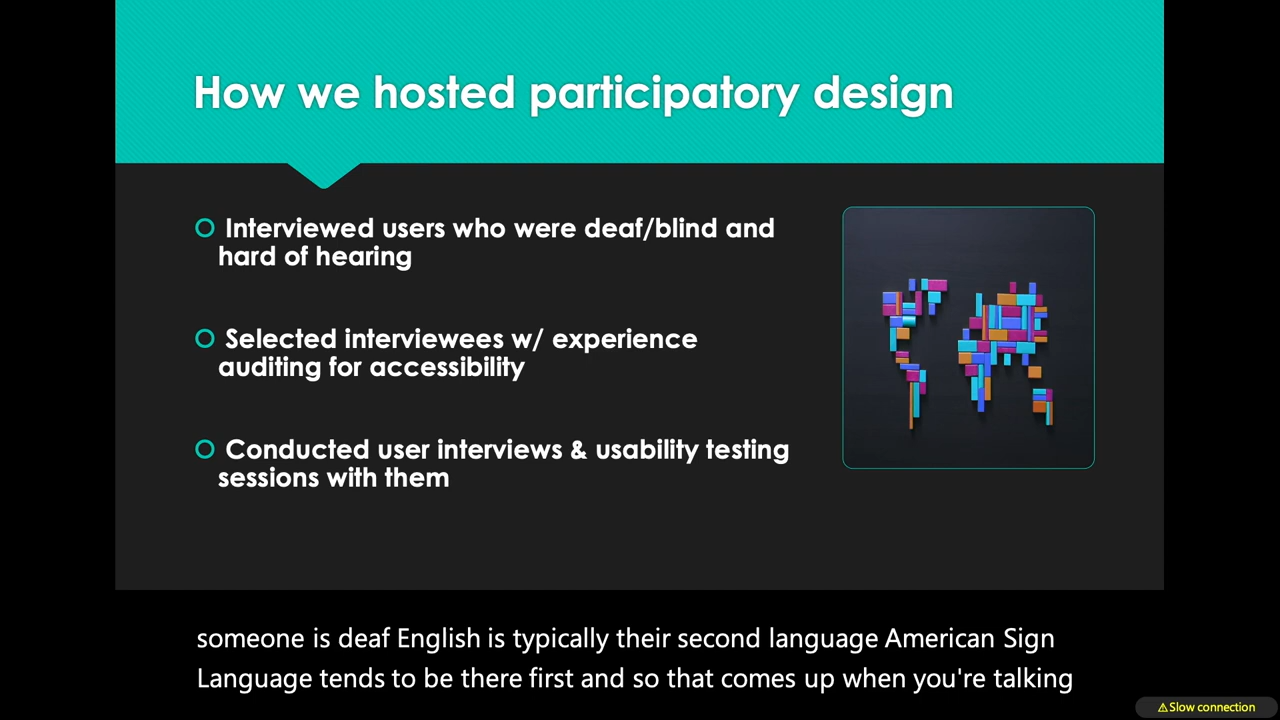 How we hosted participatory design
Interviewed users who were deaf/blind and
hard of hearing
Selected interviewees w/ experience
auditing for accessibility
Conducted user interviews & usability testing
sessions with them
someone is deaf English is typically their second language American Sign
Language tends to be there first and so that comes up when you're talking
⚠Slow connection